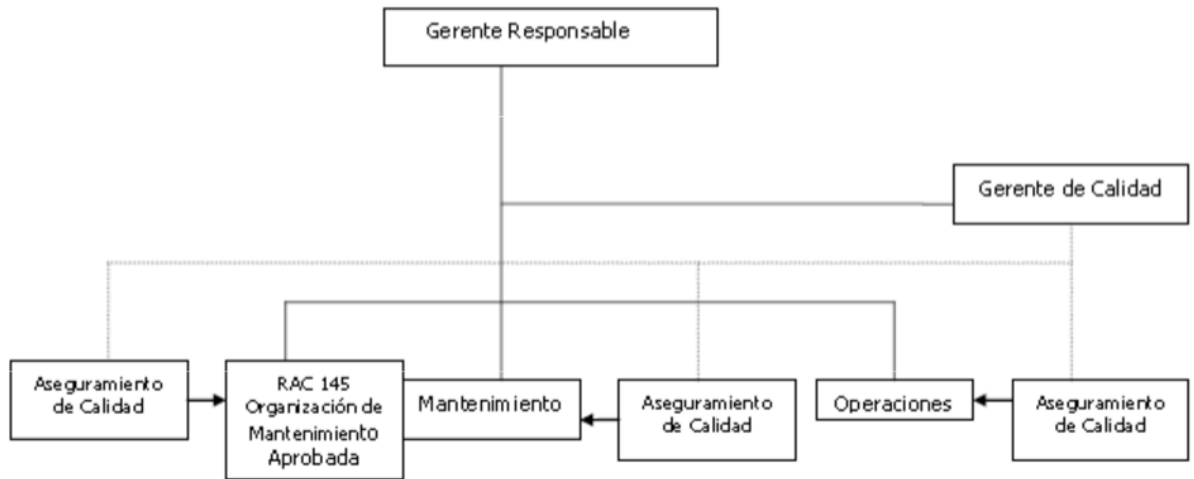 Gerente Responsable
Gerente de Calidad
Aseguramiento
de Calidad
RAC 145
Organización de
Mantenimiento
Aprobada
Mantenimiento
Aseguramiento
de Calidad
Operaciones
Aseguramiento
de Calidad